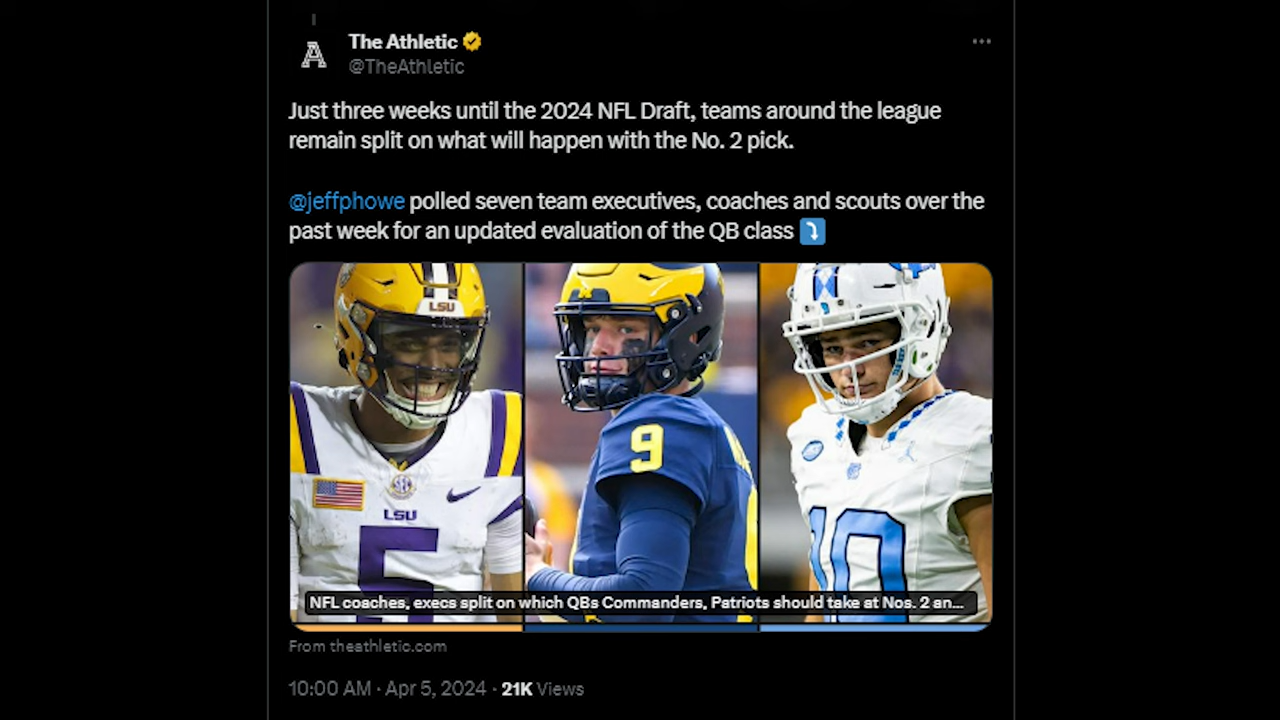 The Athletic
@TheAthletic
Just three weeks until the 2024 NFL Draft, teams around the league
remain split on what will happen with the No. 2 pick.
@jeffphowe polled seven team executives, coaches and scouts over the
past week for an updated evaluation of the QB class
LSU
LSU
5
9
10
NFL coaches, execs split on which QBs Commanders, Patriots should take at Nos. 2 an...
From theathletic.com
10:00 AM · Apr 5, 2024 · 21K Views